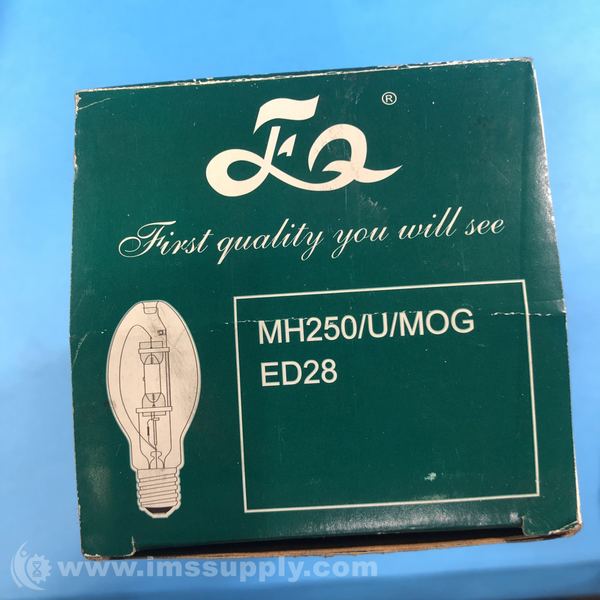 FQ ®
First quality you will see
MH250/U/MOG
ED28
www.imssupply.com